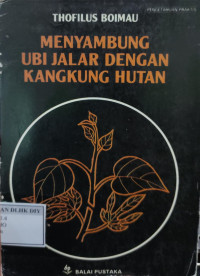 THOFILUS BOIMAU
MENYAMBUNG
UBI JALAR DENGAN
KANGKUNG HUTAN
BALAI PUSTAKA